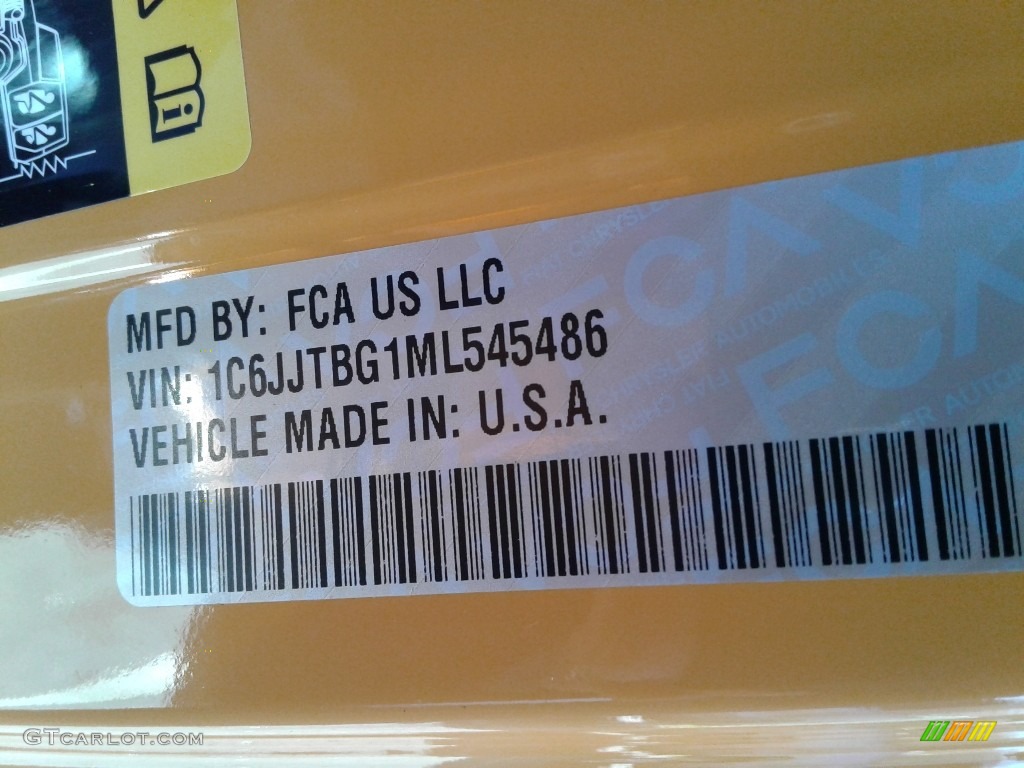 MFD BY: FCA US LLC
VIN: 1C6JJTBG1ML545486
VEHICLE MADE IN: U.S.A.
GTCARLOT.COM